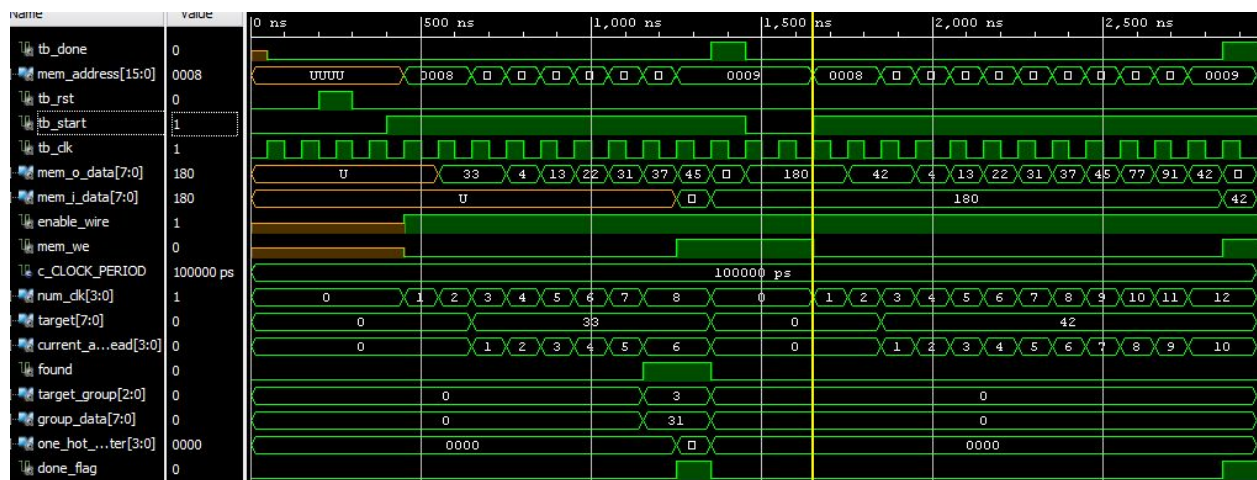 Name Value 0 ns 500 ns 1,000 ns 1,500 ns 2,000 ns 2,500 ns
tb_done 0
mem_address[15:0] 0008 UUUU 0008 0009 0008 0009
tb_rst 0
tb_start 1
tb_clk 1
mem_o_data[7:0] 180 U 33 4 13 22 31 37 45 180 42 4 13 22 31 37 45 77 91 42
mem_i_data[7:0] 180 U 180 42
enable_wire 1
mem_we 0
c_CLOCK_PERIOD 100000 ps 100000 ps
num_clk[3:0] 1 0 1 2 3 4 5 6 7 8 0 1 2 3 4 5 6 7 8 9 10 11 12
target[7:0] 0 0 33 0 42
current_a...ead[3:0] 0 0 1 2 3 4 5 6 0 1 2 3 4 5 6 7 8 9 10
found 0
target_group[2:0] 0 0 3 0
group_data[7:0] 0 0 31 0
one_hot_...ter[3:0] 0000 0000 0000
done_flag 0